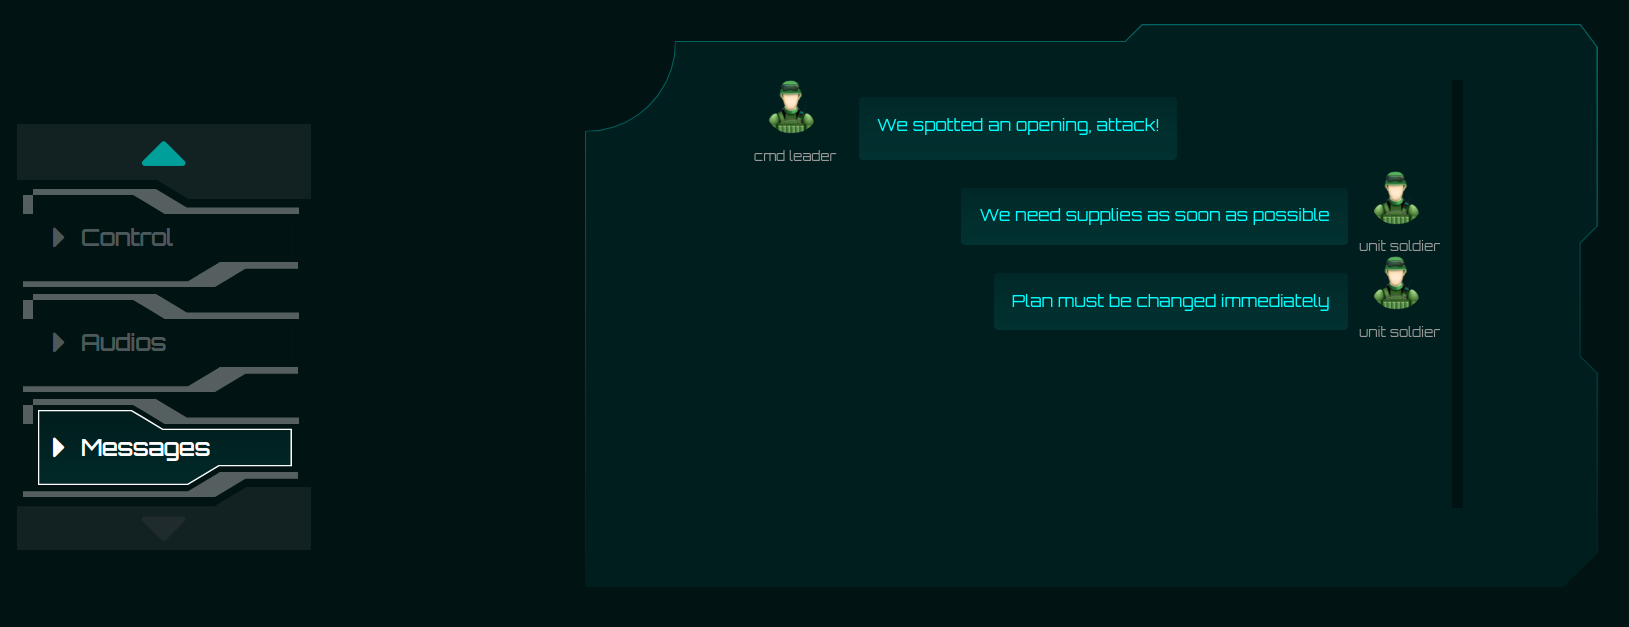 Control
Audios
Messages
We spotted an opening, attack!
cmd leader
We need supplies as soon as possible
unit soldier
Plan must be changed immediately
unit soldier